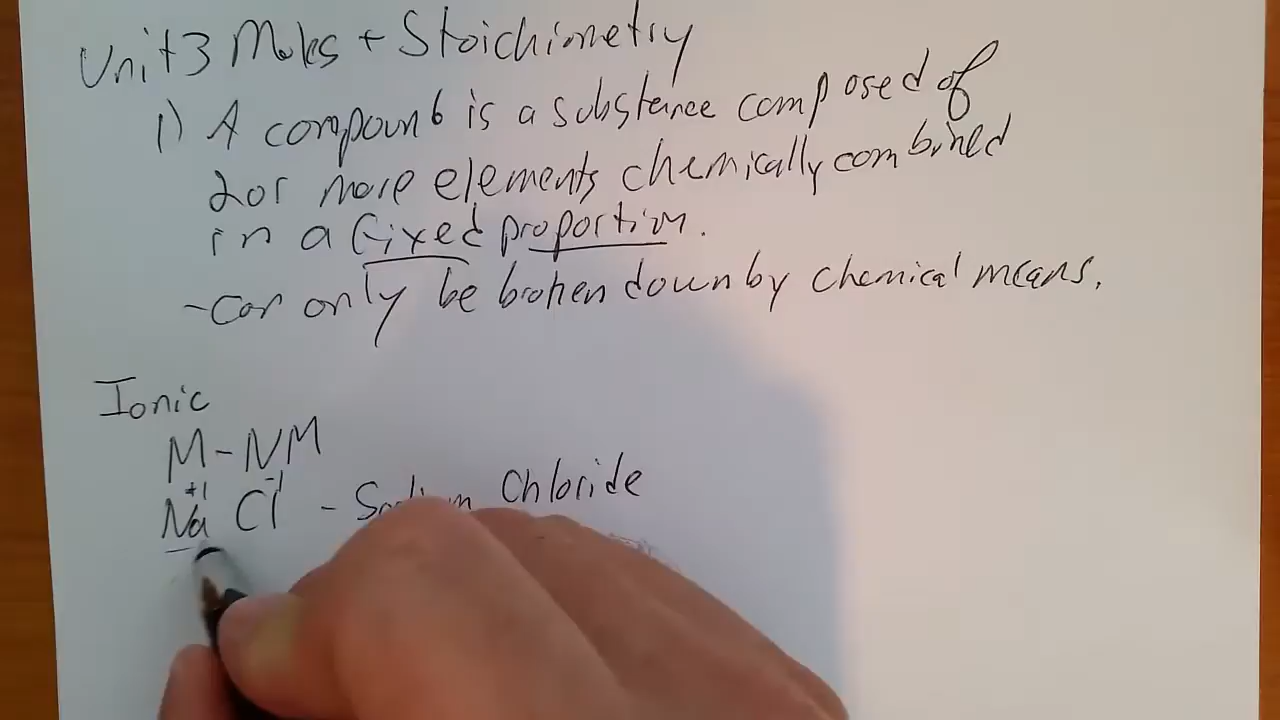 Unit 3 Moles + Stoichiometry
1) A compound is a substance composed of
2 or more elements chemically combined
in a fixed proportion.
- can only be broken down by chemical means.
Ionic
M-NM
+1 -1
Na Cl - Sodium Chloride